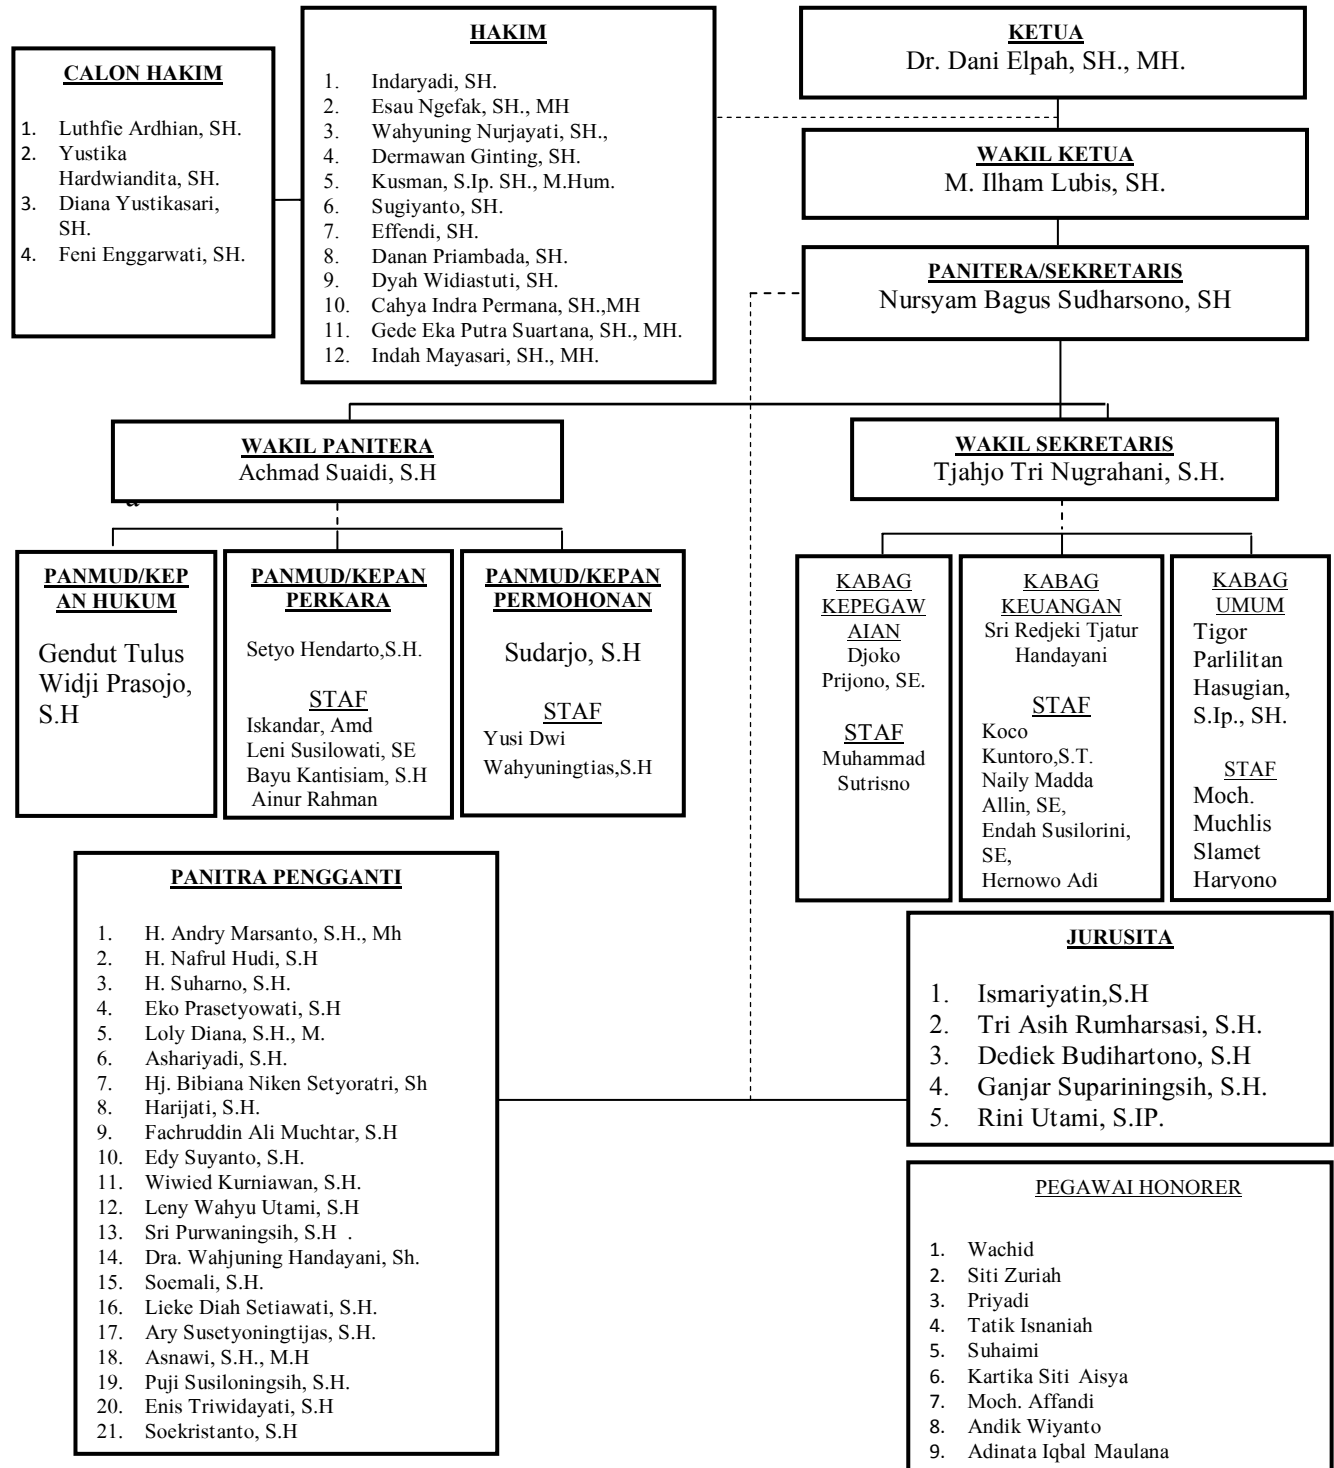 HAKIM
1. Indaryadi, SH.
2. Esau Ngefak, SH., MH
3. Wahyuning Nurjayati, SH.,
4. Dermawan Ginting, SH.
5. Kusman, S.Ip. SH., M.Hum.
6. Sugiyanto, SH.
7. Effendi, SH.
8. Danan Priambada, SH.
9. Dyah Widiastuti, SH.
10. Cahya Indra Permana, SH.,MH
11. Gede Eka Putra Suartana, SH., MH.
12. Indah Mayasari, SH., MH.
KETUA
Dr. Dani Elpah, SH., MH.
CALON HAKIM
1. Luthfie Ardhian, SH.
2. Yustika
Hardwiandita, SH.
3. Diana Yustikasari,
SH.
4. Feni Enggarwati, SH.
WAKIL KETUA
M. Ilham Lubis, SH.
PANITERA/SEKRETARIS
Nursyam Bagus Sudharsono, SH
WAKIL PANITERA
Achmad Suaidi, S.H
WAKIL SEKRETARIS
Tjahjo Tri Nugrahani, S.H.
PANMUD/KEP
AN HUKUM
Gendut Tulus
Widji Prasojo,
S.H
PANMUD/KEPAN
PERKARA
Setyo Hendarto,S.H.
STAF
Iskandar, Amd
Leni Susilowati, SE
Bayu Kantisiam, S.H
Ainur Rahman
PANMUD/KEPAN
PERMOHONAN
Sudarjo, S.H
STAF
Yusi Dwi
Wahyuningtias,S.H
KABAG
KEPEGAW
AIAN
Djoko
Prijono, SE.
STAF
Muhammad
Sutrisno
KABAG
KEUANGAN
Sri Redjeki Tjatur
Handayani
STAF
Koco
Kuntoro,S.T.
Naily Madda
Allin, SE,
Endah Susilorini,
SE,
Hernowo Adi
KABAG
UMUM
Tigor
Parlilitan
Hasugian,
S.Ip., SH.
STAF
Moch.
Muchlis
Slamet
Haryono
PANITRA PENGGANTI
1. H. Andry Marsanto, S.H., Mh
2. H. Nafrul Hudi, S.H
3. H. Suharno, S.H.
4. Eko Prasetyowati, S.H
5. Loly Diana, S.H., M.
6. Ashariyadi, S.H.
7. Hj. Bibiana Niken Setyoratri, Sh
8. Harijati, S.H.
9. Fachruddin Ali Muchtar, S.H
10. Edy Suyanto, S.H.
11. Wiwied Kurniawan, S.H.
12. Leny Wahyu Utami, S.H
13. Sri Purwaningsih, S.H .
14. Dra. Wahjuning Handayani, Sh.
15. Soemali, S.H.
16. Lieke Diah Setiawati, S.H.
17. Ary Susetyoningtijas, S.H.
18. Asnawi, S.H., M.H
19. Puji Susiloningsih, S.H.
20. Enis Triwidayati, S.H
21. Soekristanto, S.H
JURUSITA
1. Ismariyatin,S.H
2. Tri Asih Rumharsasi, S.H.
3. Dediek Budihartono, S.H
4. Ganjar Supariningsih, S.H.
5. Rini Utami, S.IP.
PEGAWAI HONORER
1. Wachid
2. Siti Zuriah
3. Priyadi
4. Tatik Isnaniah
5. Suhaimi
6. Kartika Siti Aisya
7. Moch. Affandi
8. Andik Wiyanto
9. Adinata Iqbal Maulana